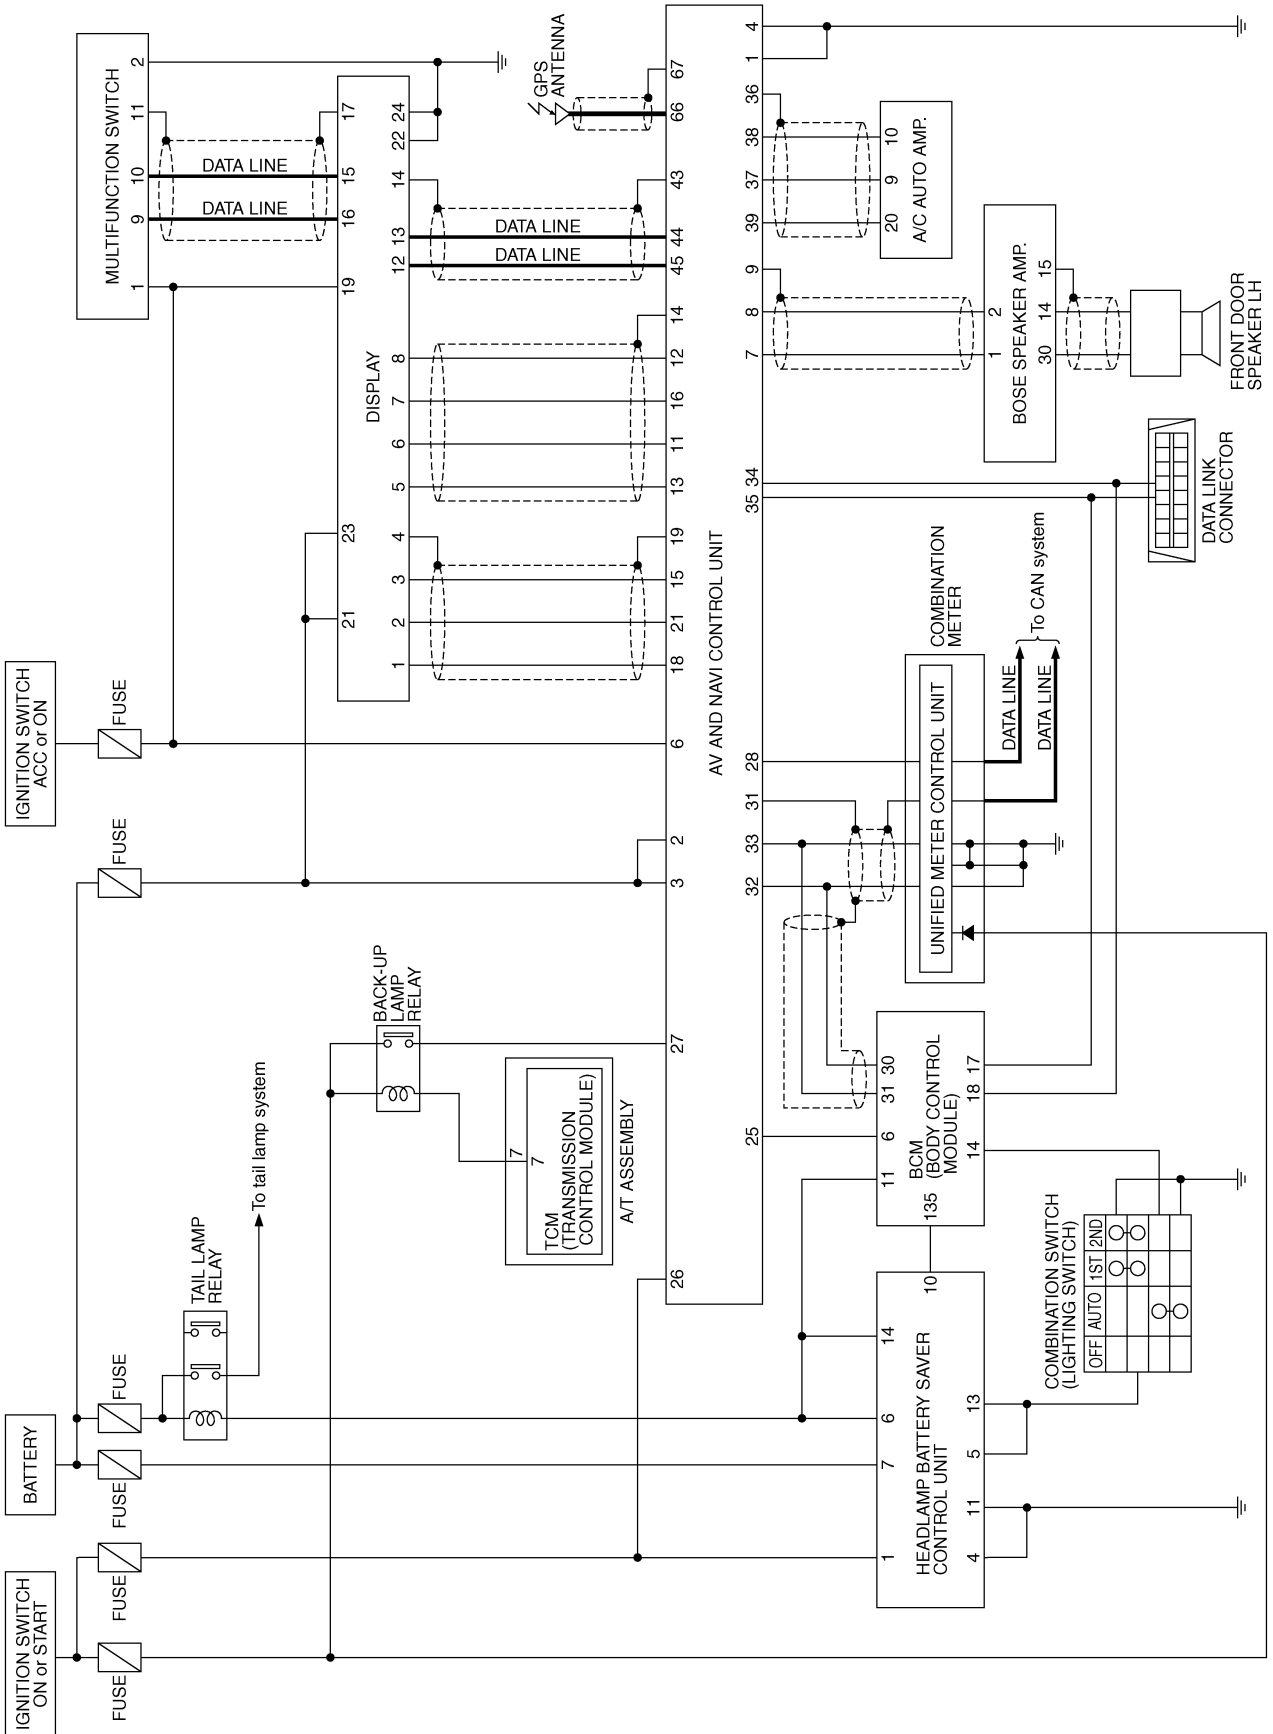 IGNITION SWITCH
ON or START
BATTERY
IGNITION SWITCH
ACC or ON
FUSE
FUSE
FUSE
FUSE
FUSE
FUSE
TAIL LAMP
RELAY
To tail lamp system
BACK-UP
LAMP
RELAY
7
7
TCM
(TRANSMISSION
CONTROL MODULE)
A/T ASSEMBLY
MULTIFUNCTION SWITCH
1
9
10
11
2
DATA LINE
DATA LINE
DISPLAY
21
23
19
16
15
17
1
2
3
4
5
6
7
8
12
13
14
22
24
DATA LINE
DATA LINE
GPS
ANTENNA
AV AND NAVI CONTROL UNIT
26
27
3
2
6
18
21
15
19
13
11
16
12
14
45
44
43
66
67
25
32
33
31
28
35
34
7
8
9
39
37
38
36
1
4
A/C AUTO AMP.
20
9
10
BOSE SPEAKER AMP.
1
2
30
14
15
FRONT DOOR
SPEAKER LH
DATA LINK
CONNECTOR
COMBINATION
METER
UNIFIED METER CONTROL UNIT
DATA LINE
DATA LINE
To CAN system
BCM
(BODY CONTROL
MODULE)
11
6
31
30
135
14
18
17
HEADLAMP BATTERY SAVER
CONTROL UNIT
1
7
6
14
10
4
11
5
13
COMBINATION SWITCH
(LIGHTING SWITCH)
OFF
AUTO
1ST
2ND